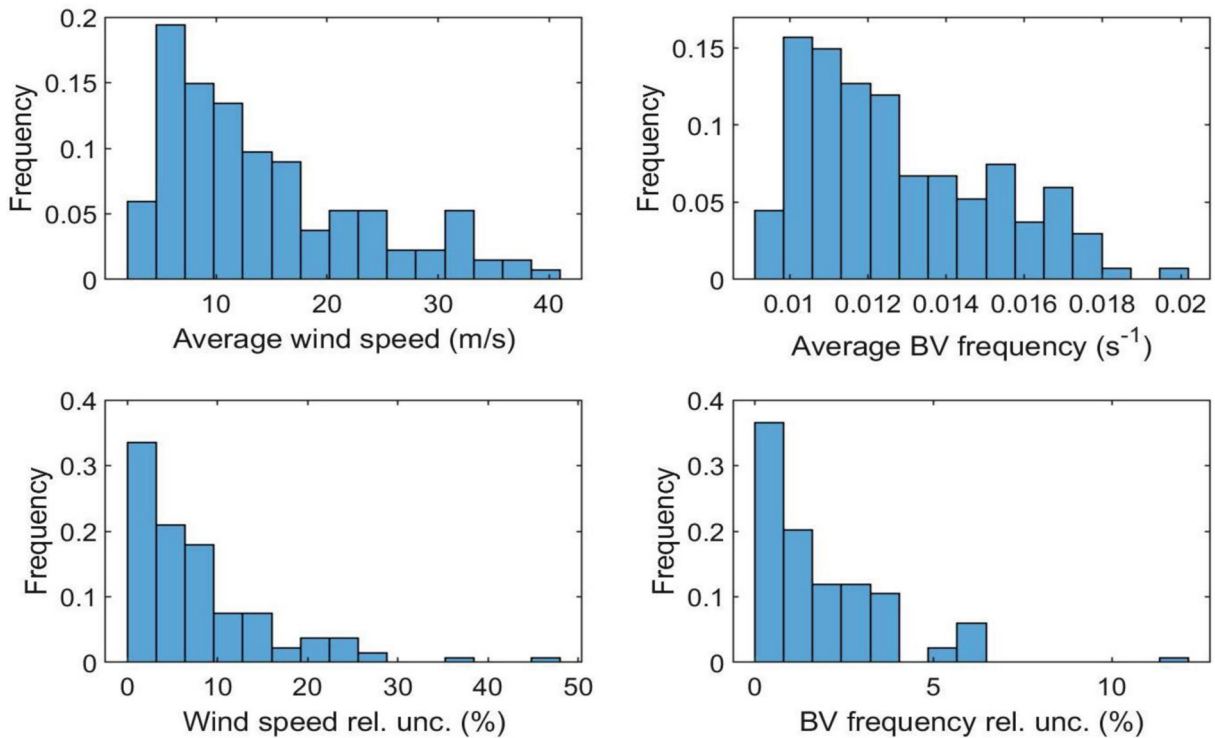 0.2
0.15
0.1
0.05
0
Frequency
10 20 30 40
Average wind speed (m/s)
0.15
0.1
0.05
0
Frequency
0.01 0.012 0.014 0.016 0.018 0.02
Average BV frequency (s⁻¹)
0.4
0.3
0.2
0.1
0
Frequency
0 10 20 30 40 50
Wind speed rel. unc. (%)
0.4
0.3
0.2
0.1
0
Frequency
0 5 10
BV frequency rel. unc. (%)